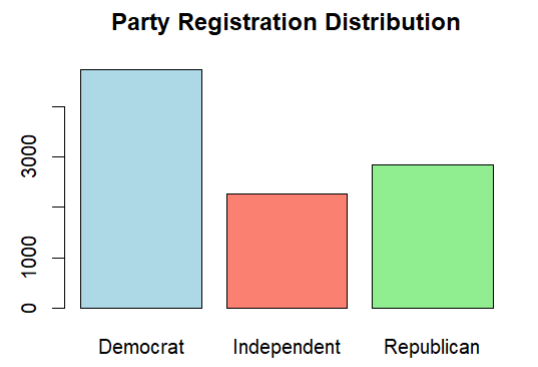 Party Registration Distribution
3000
1000
0
Democrat Independent Republican